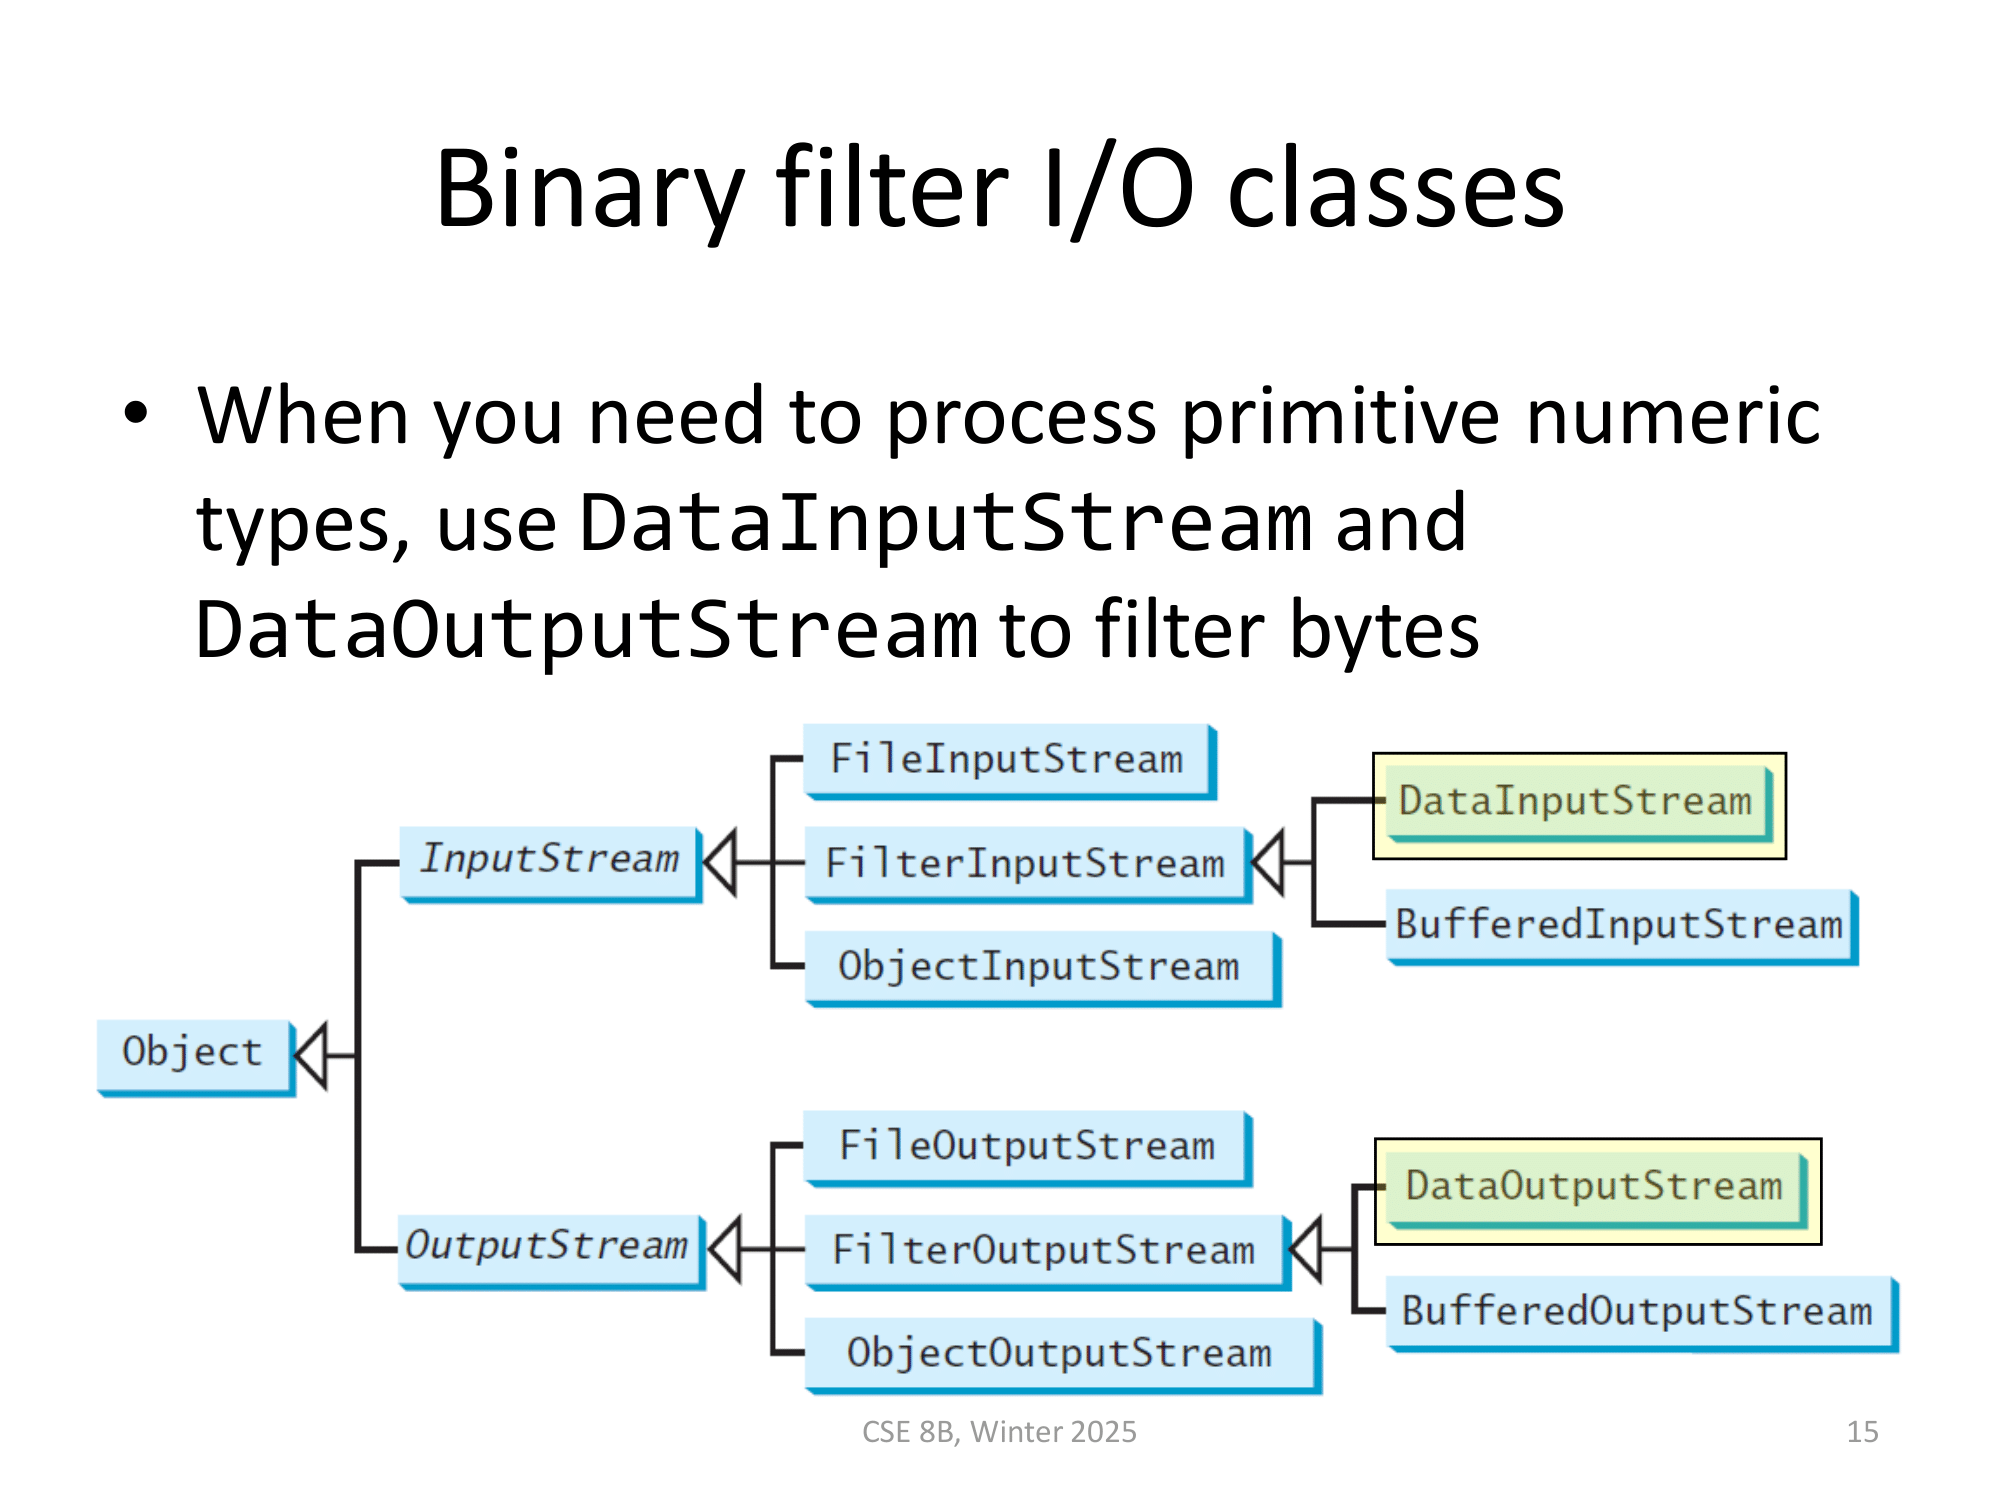 Binary filter I/O classes
• When you need to process primitive numeric
types, use DataInputStream and
DataOutputStream to filter bytes
FileInputStream
DataInputStream
InputStream
FilterInputStream
BufferedInputStream
ObjectInputStream
Object
FileOutputStream
DataOutputStream
OutputStream
FilterOutputStream
BufferedOutputStream
ObjectOutputStream
CSE 8B, Winter 2025
15